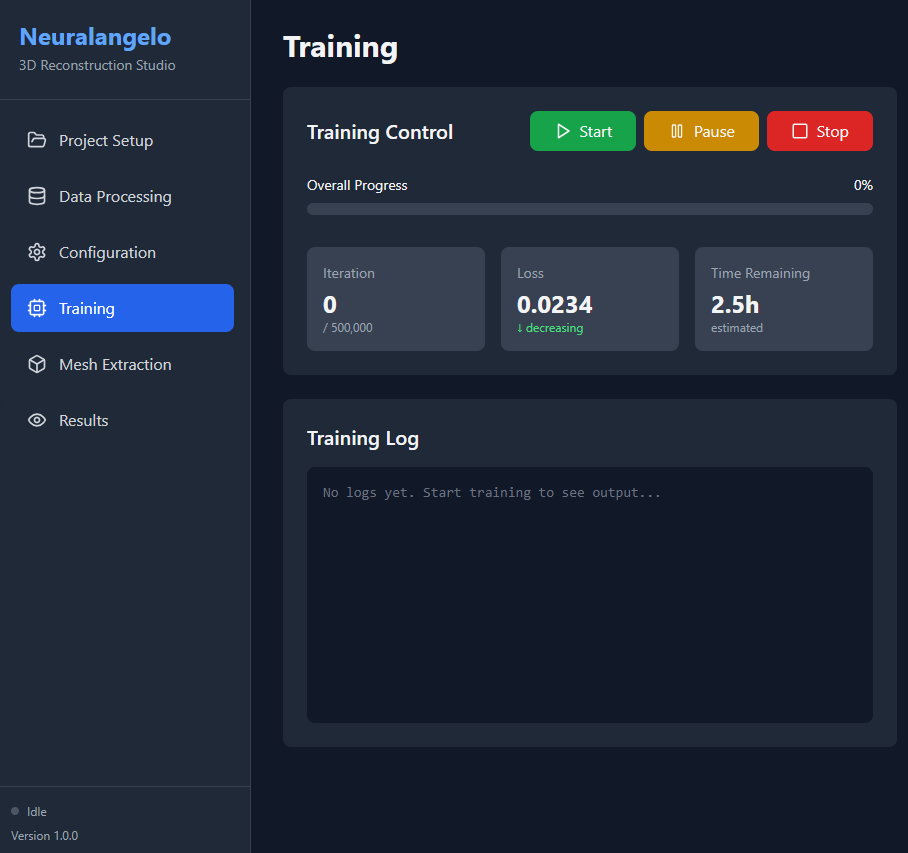 Neuralangelo
3D Reconstruction Studio
Project Setup
Data Processing
Configuration
Training
Mesh Extraction
Results
Idle
Version 1.0.0
Training
Training Control
Start
Pause
Stop
Overall Progress
0%
Iteration
0
/ 500,000
Loss
0.0234
↓ decreasing
Time Remaining
2.5h
estimated
Training Log
No logs yet. Start training to see output...